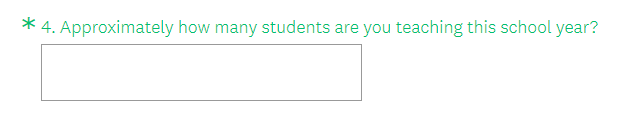 * 4. Approximately how many students are you teaching this school year?